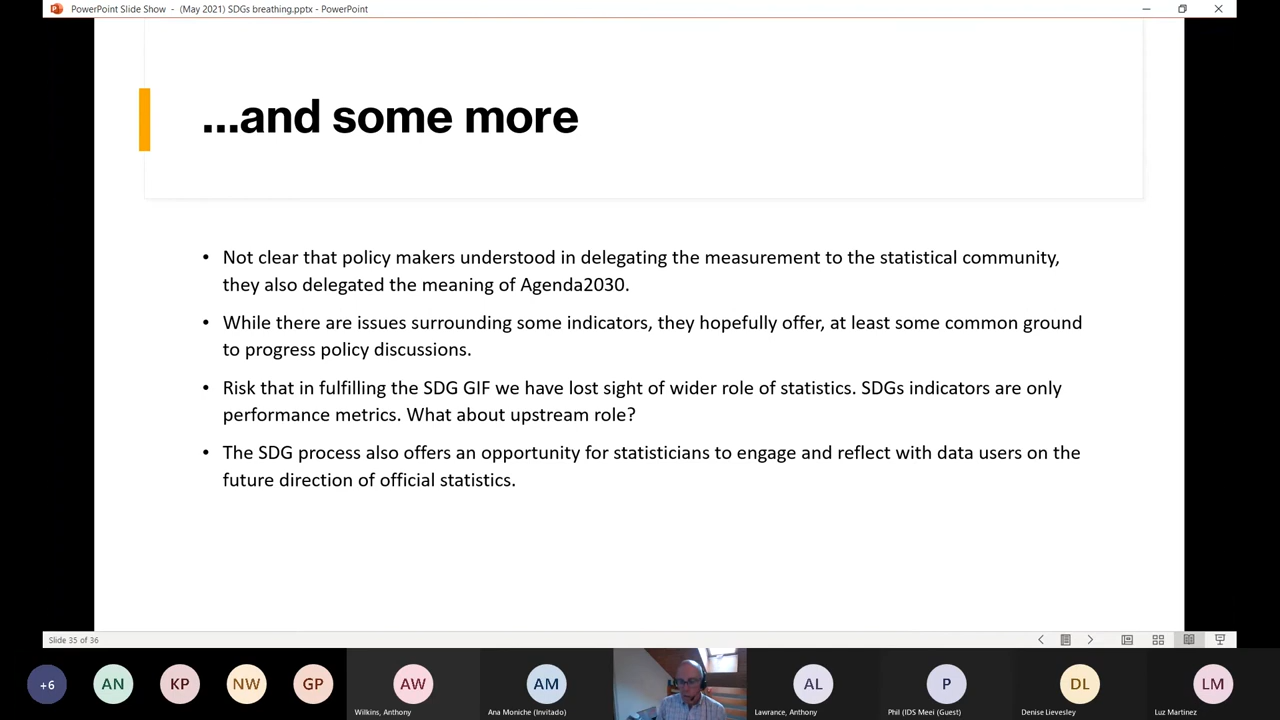 PowerPoint Slide Show - (May 2021) SDGs breathing.pptx - PowerPoint
...and some more
• Not clear that policy makers understood in delegating the measurement to the statistical community,
they also delegated the meaning of Agenda2030.
• While there are issues surrounding some indicators, they hopefully offer, at least some common ground
to progress policy discussions.
• Risk that in fulfilling the SDG GIF we have lost sight of wider role of statistics. SDGs indicators are only
performance metrics. What about upstream role?
• The SDG process also offers an opportunity for statisticians to engage and reflect with data users on the
future direction of official statistics.
Slide 35 of 36
+6 AN KP NW GP AW AM AL P DL LM
Wilkins, Anthony Ana Moniche (Invitado) Lawrance, Anthony Phil (IDS Meei (Guest) Denise Lievesley Luz Martinez